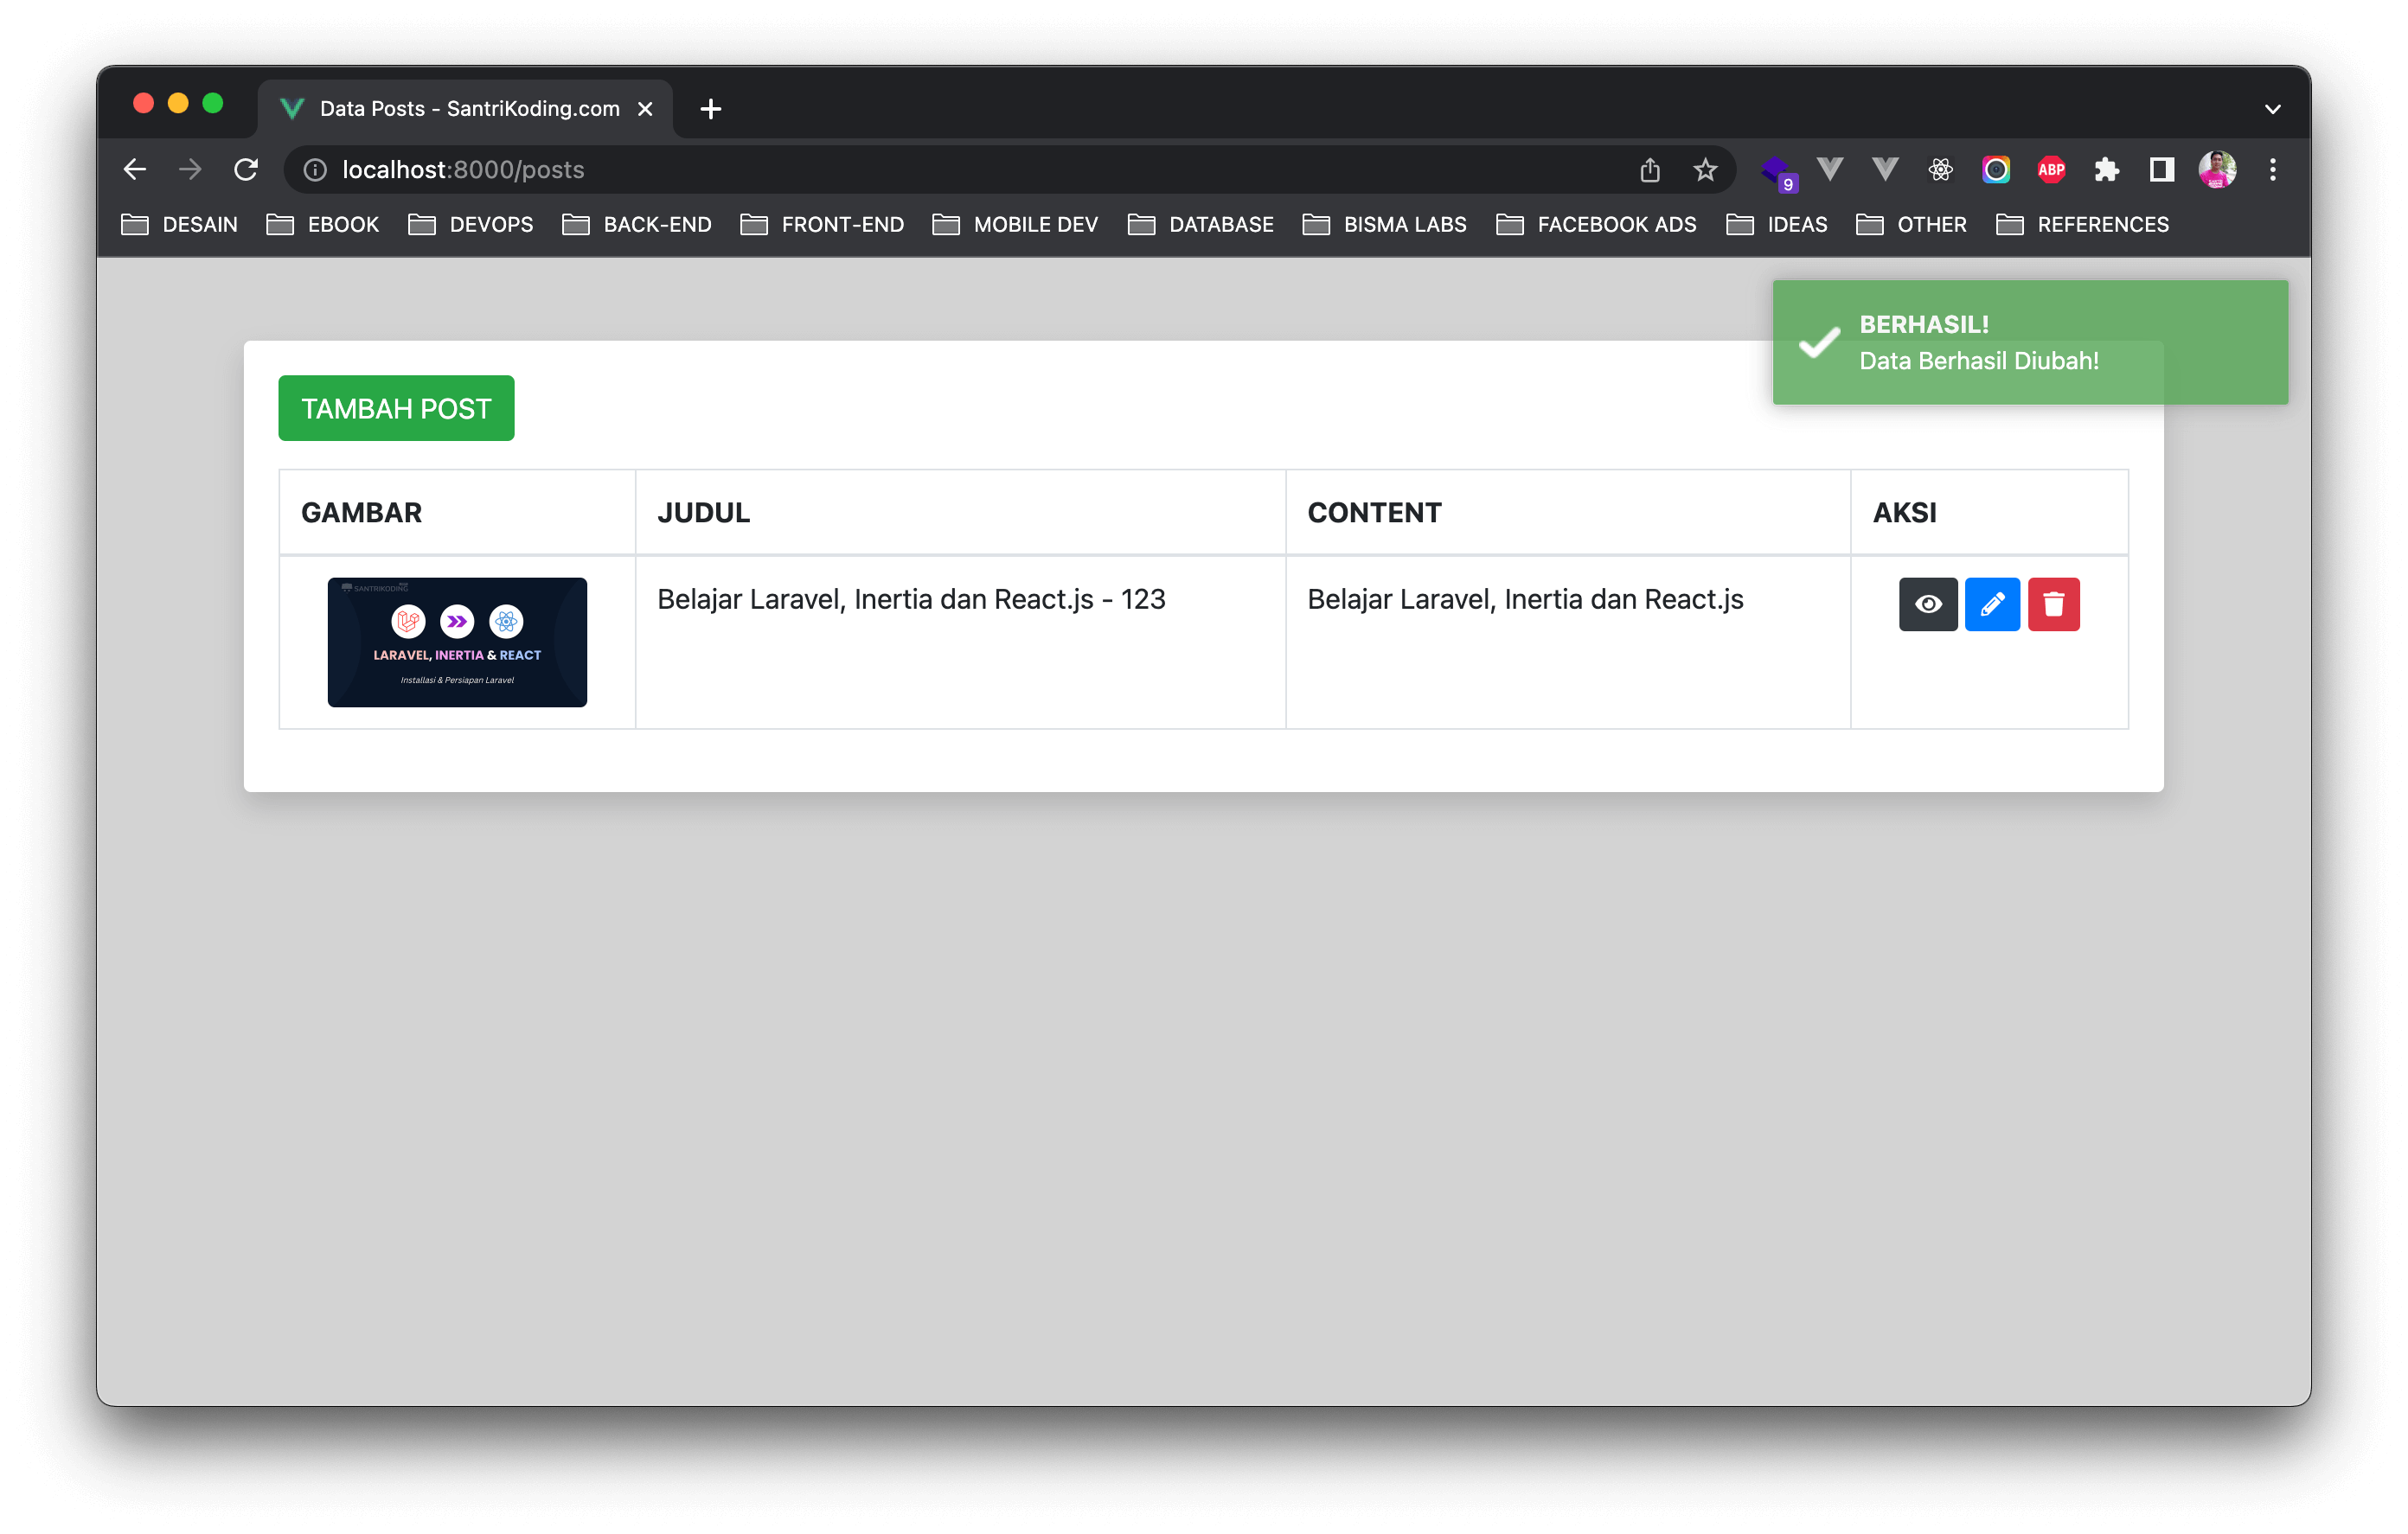 Data Posts - SantriKoding.com
localhost:8000/posts
9
ABP
DESAIN EBOOK DEVOPS BACK-END FRONT-END MOBILE DEV DATABASE BISMA LABS FACEBOOK ADS IDEAS OTHER REFERENCES
BERHASIL!
Data Berhasil Diubah!
TAMBAH POST
GAMBAR JUDUL CONTENT AKSI
SANTRIKODING
LARAVEL, INERTIA & REACT
Installasi & Persiapan Laravel
Belajar Laravel, Inertia dan React.js - 123
Belajar Laravel, Inertia dan React.js